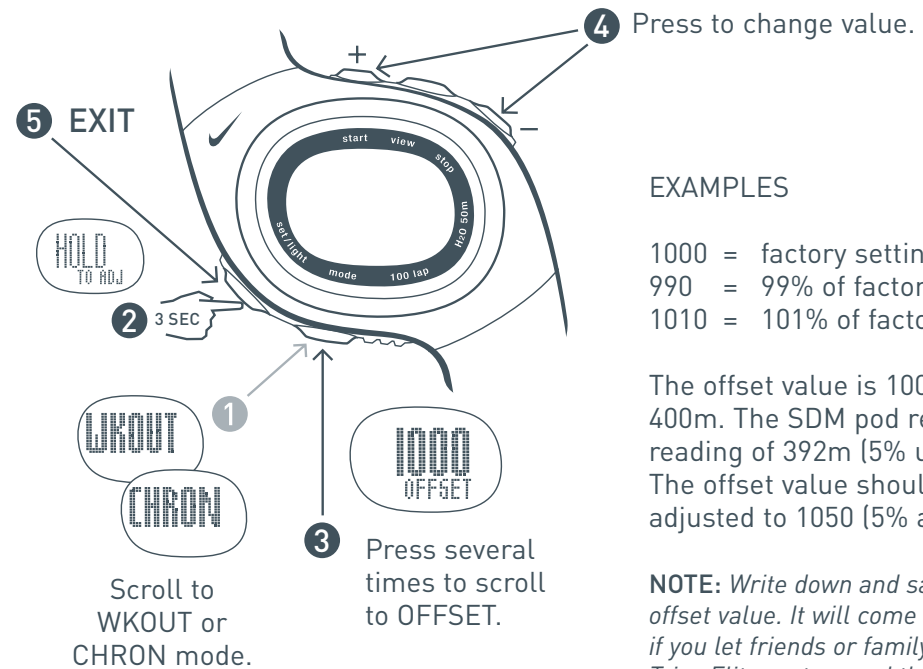 4 Press to change value.
+
−
5 EXIT
start view stop
H2O 50m
set/light
mode 100 lap
HOLD
TO ADJ
2 3 SEC
1
WKOUT
CHRON
Scroll to
WKOUT or
CHRON mode.
1000
OFFSET
3 Press several
times to scroll
to OFFSET.
EXAMPLES
1000 = factory settin
990 = 99% of factor
1010 = 101% of facto
The offset value is 100
400m. The SDM pod re
reading of 392m (5% u
The offset value shoul
adjusted to 1050 (5% a
NOTE: Write down and sa
offset value. It will come
if you let friends or family